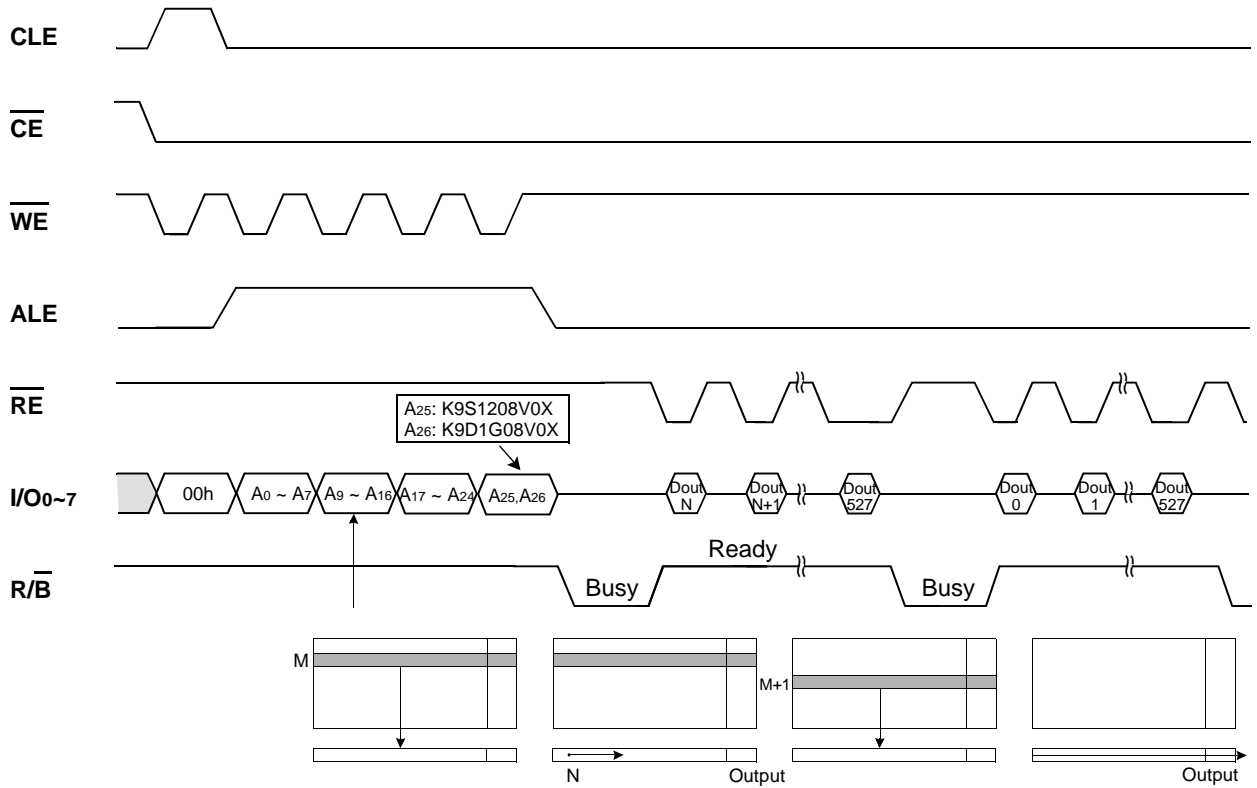 CLE
CE
WE
ALE
RE
A25: K9S1208V0X
A26: K9D1G08V0X
I/O0~7
00h
A0 ~ A7
A9 ~ A16
A17 ~ A24
A25,A26
Dout
N
Dout
N+1
Dout
527
Dout
0
Dout
1
Dout
527
R/B
Busy
Ready
Busy
M
M+1
N
Output
Output